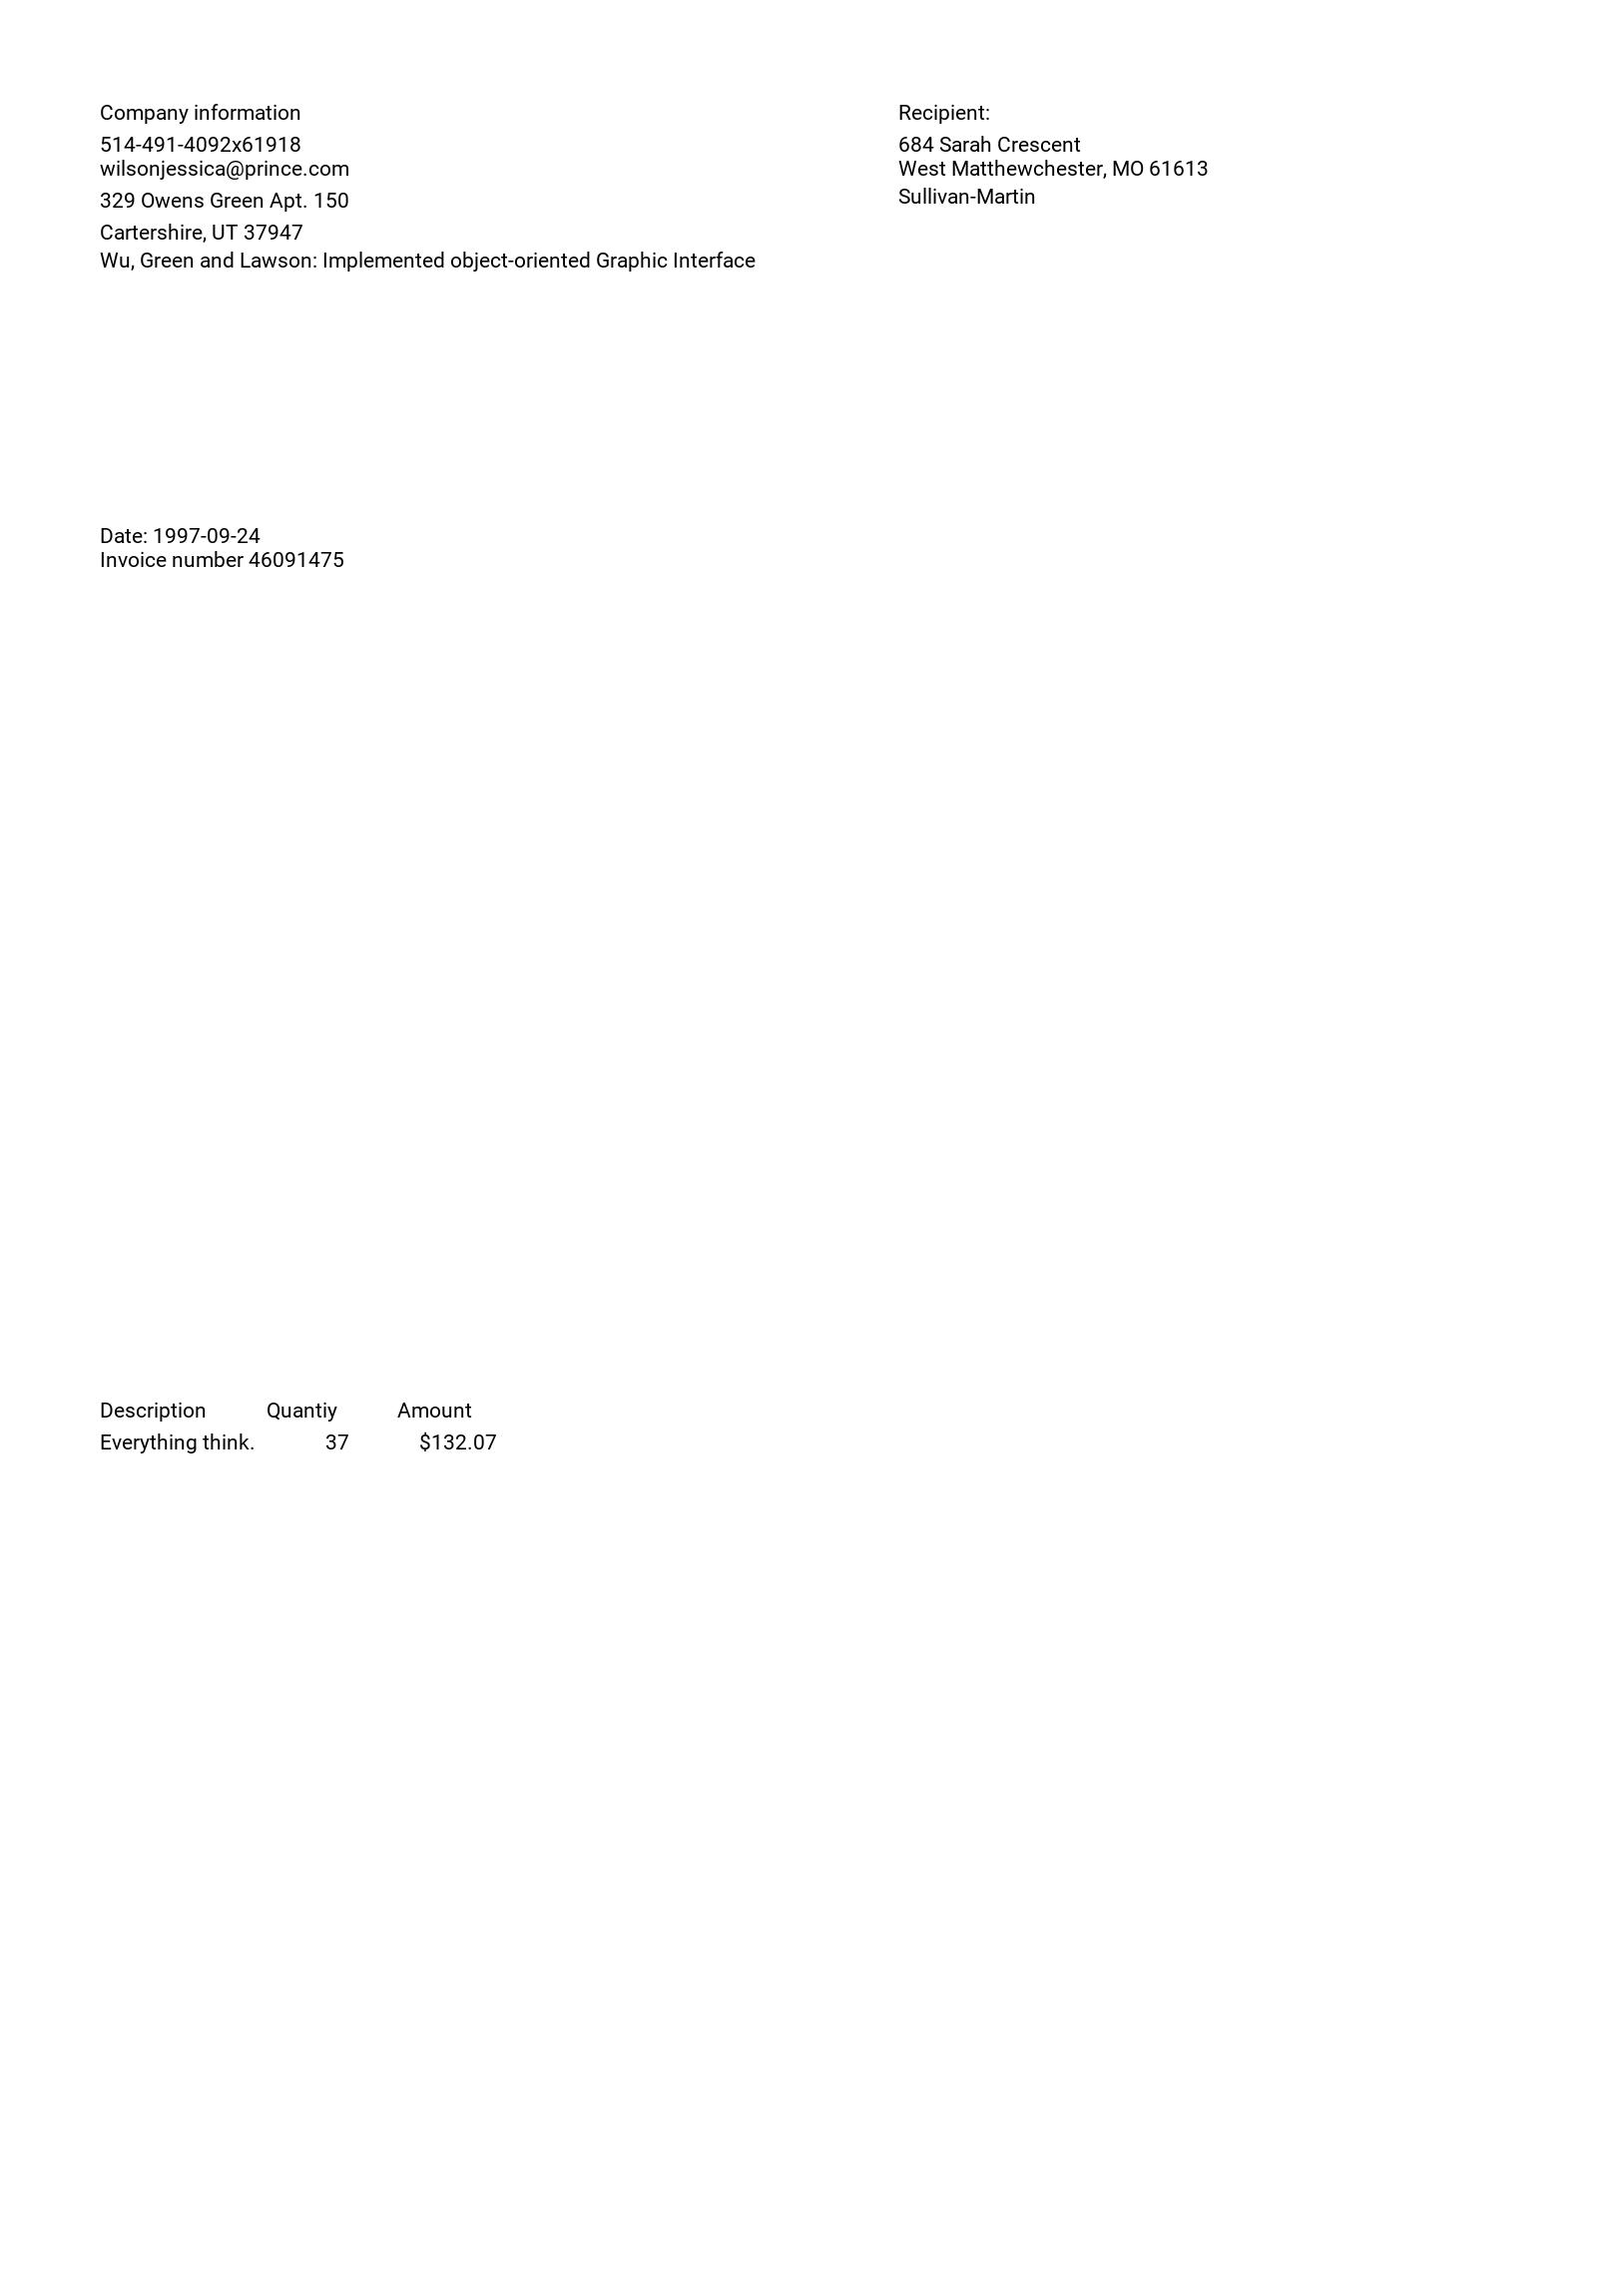 Company information
514-491-4092x61918
wilsonjessica@prince.com
329 Owens Green Apt. 150
Cartershire, UT 37947
Wu, Green and Lawson: Implemented object-oriented Graphic Interface
Recipient:
684 Sarah Crescent
West Matthewchester, MO 61613
Sullivan-Martin
Date: 1997-09-24
Invoice number 46091475
Description Quantiy Amount
Everything think. 37 $132.07